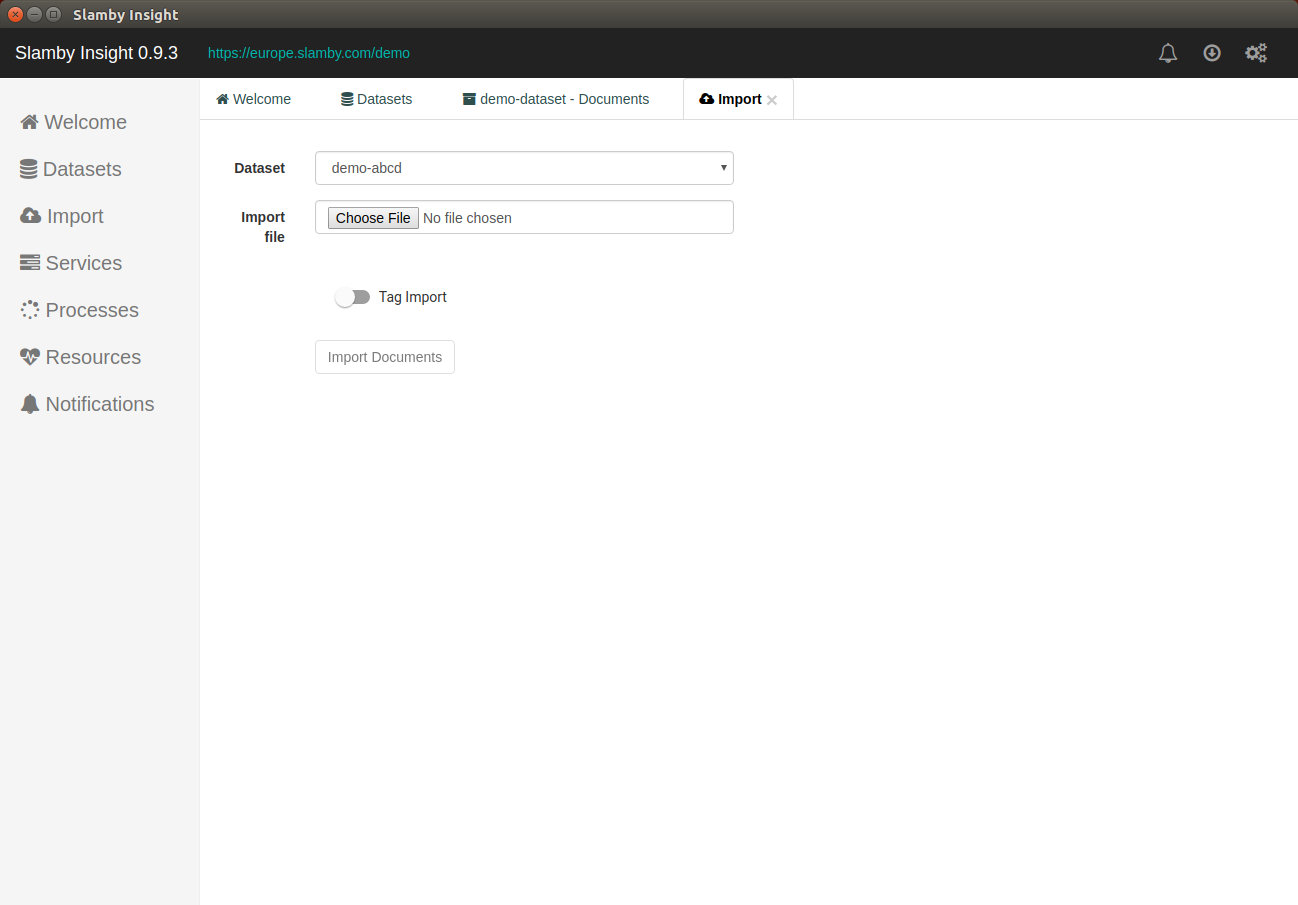 Slamby Insight
Slamby Insight 0.9.3 https://europe.slamby.com/demo
Welcome Datasets demo-dataset - Documents Import
Welcome
Datasets
Import
Services
Processes
Resources
Notifications
Dataset demo-abcd
Import file Choose File No file chosen
Tag Import
Import Documents